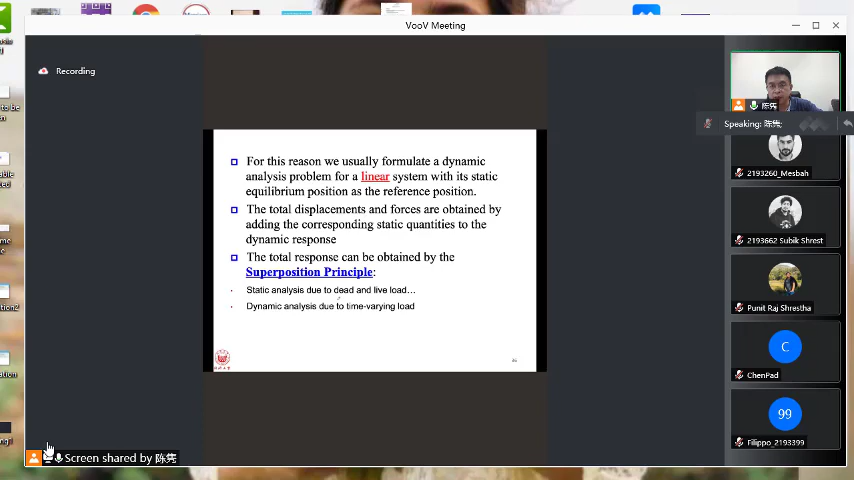 VooV Meeting
Recording
For this reason we usually formulate a dynamic
analysis problem for a linear system with its static
equilibrium position as the reference position.
The total displacements and forces are obtained by
adding the corresponding static quantities to the
dynamic response
The total response can be obtained by the
Superposition Principle:
Static analysis due to dead and live load…
Dynamic analysis due to time-varying load
Screen shared by 陈隽
陈隽
Speaking: 陈隽;
2193260_Mesbah
2193662 Subik Shrest
Punit Raj Shrestha
C
ChenPad
99
Filippo_2193399